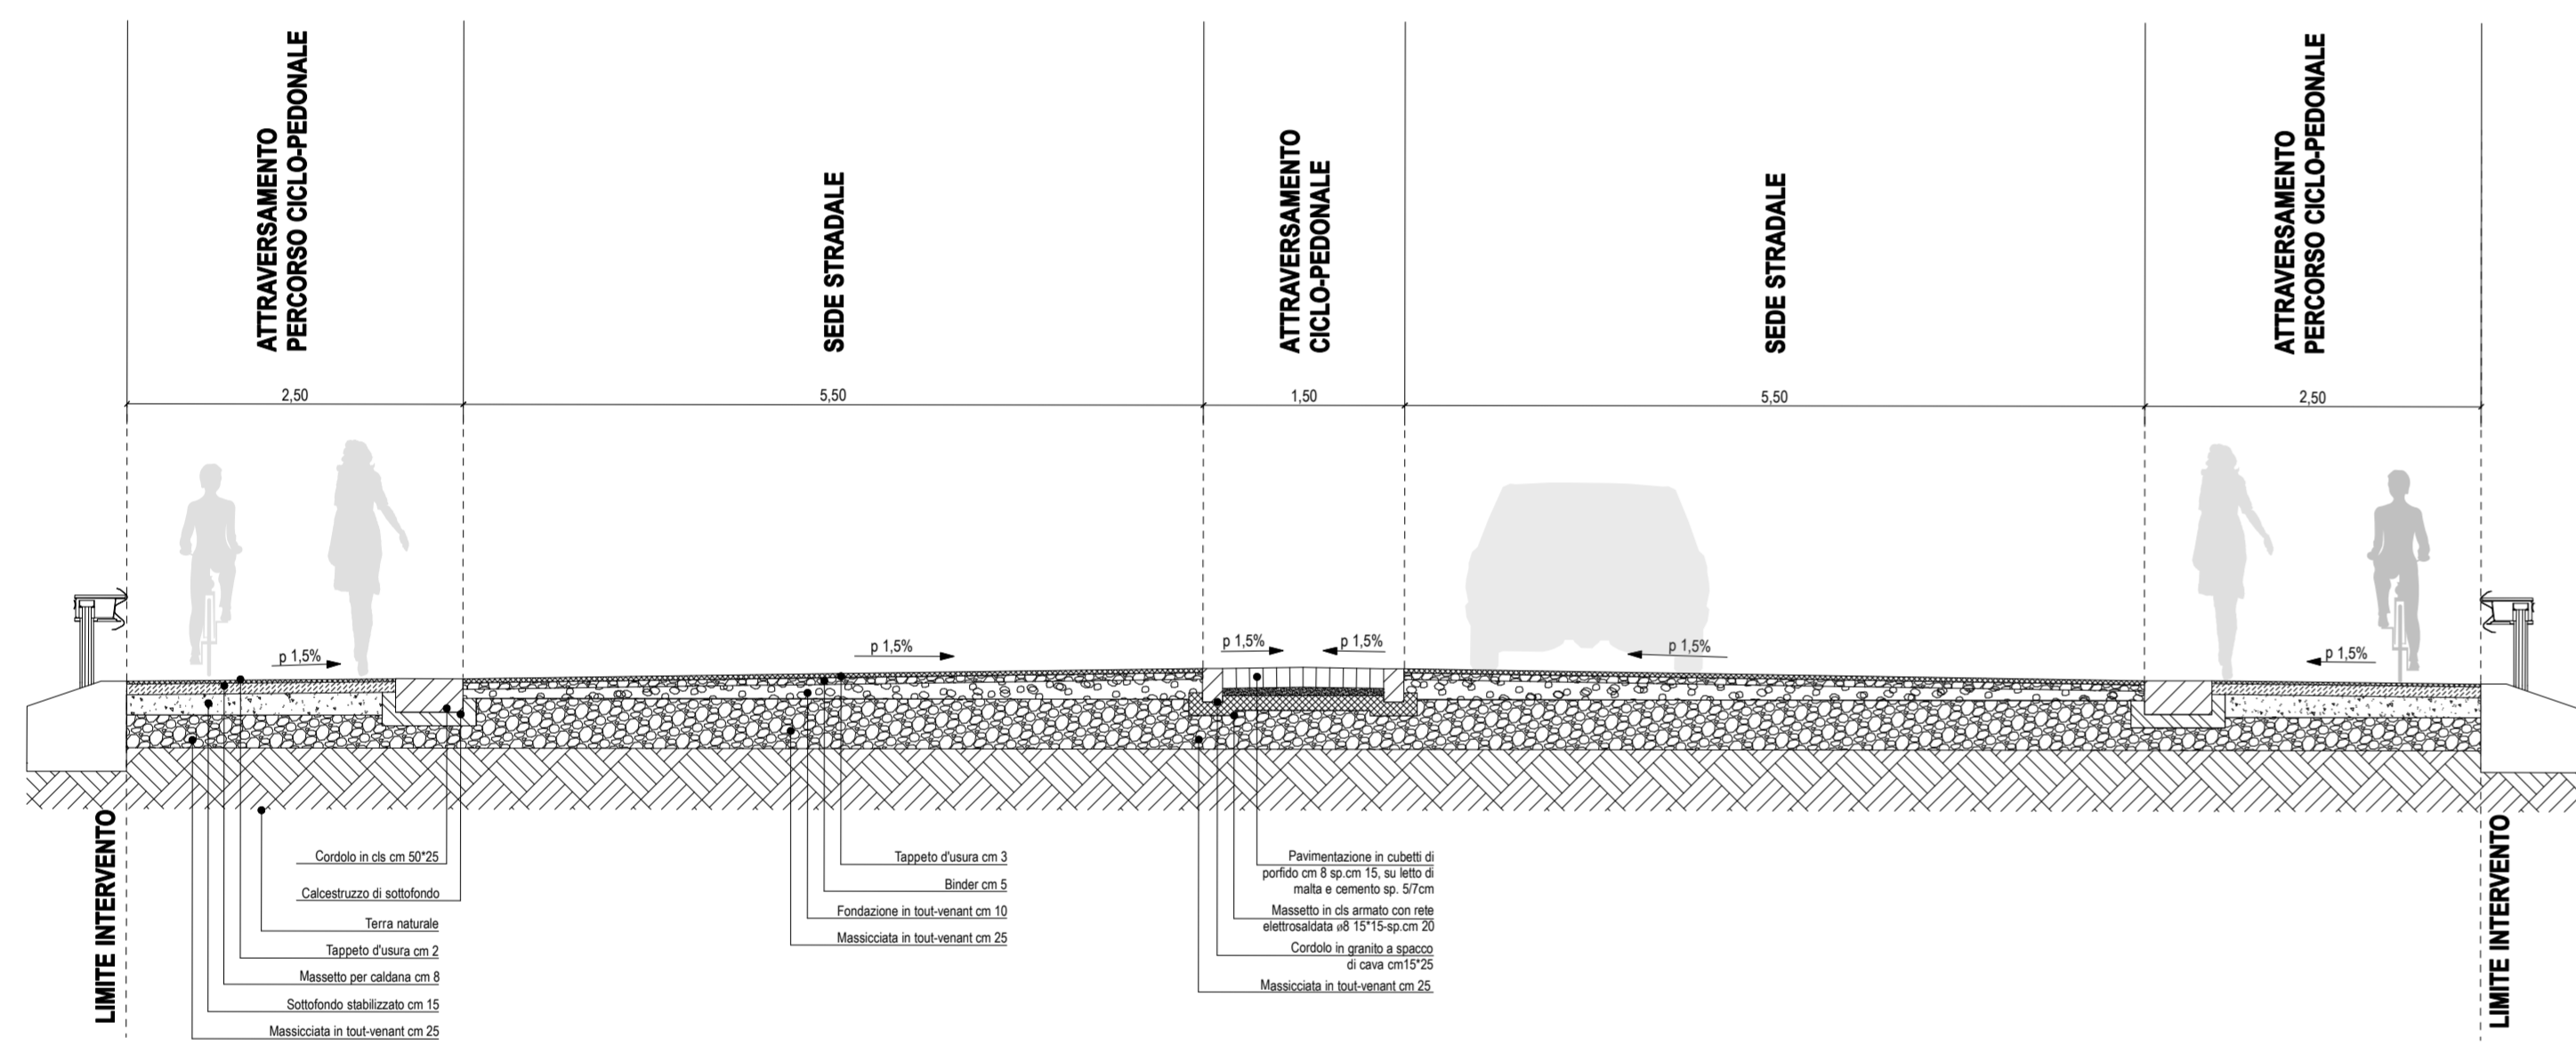 ATTRAVERSAMENTO
PERCORSO CICLO-PEDONALE
SEDE STRADALE
ATTRAVERSAMENTO
CICLO-PEDONALE
SEDE STRADALE
ATTRAVERSAMENTO
PERCORSO CICLO-PEDONALE
2,50
5,50
1,50
5,50
2,50
p 1,5%
p 1,5%
p 1,5%
p 1,5%
p 1,5%
p 1,5%
LIMITE INTERVENTO
Cordolo in cls cm 50*25
Calcestruzzo di sottofondo
Terra naturale
Tappeto d'usura cm 2
Massetto per caldana cm 8
Sottofondo stabilizzato cm 15
Massicciata in tout-venant cm 25
Tappeto d'usura cm 3
Binder cm 5
Fondazione in tout-venant cm 10
Massicciata in tout-venant cm 25
Pavimentazione in cubetti di
porfido cm 8 sp.cm 15, su letto di
malta e cemento sp. 5/7cm
Massetto in cls armato con rete
elettrosaldata ø8 15*15-sp.cm 20
Cordolo in granito a spacco
di cava cm15*25
Massicciata in tout-venant cm 25
LIMITE INTERVENTO